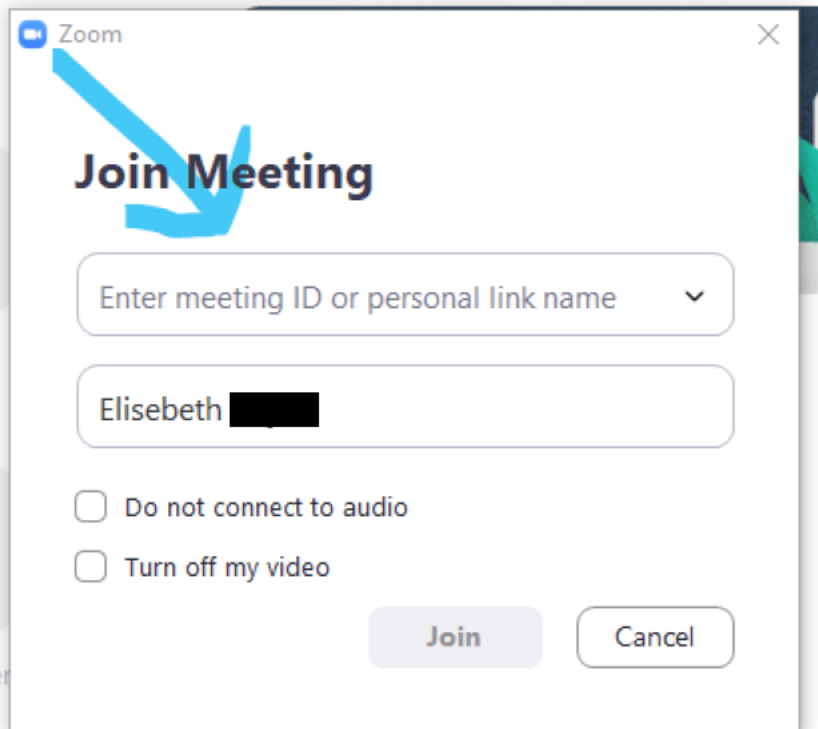 Zoom
Join Meeting
Enter meeting ID or personal link name
Elisebeth
Do not connect to audio
Turn off my video
Join Cancel